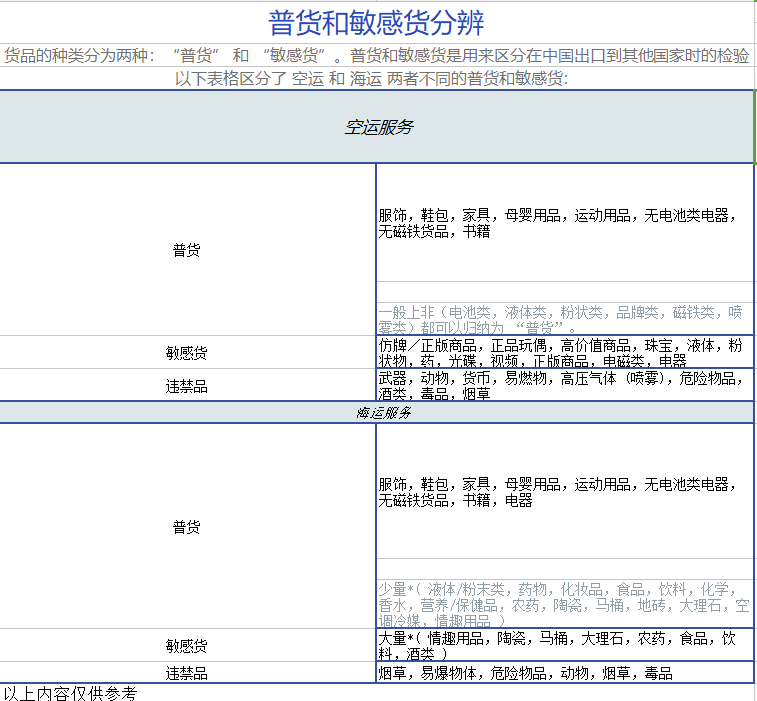 普货和敏感货分辨
货品的种类分为两种：“普货” 和 “敏感货”。普货和敏感货是用来区分在中国出口到其他国家时的检验
以下表格区分了 空运 和 海运 两者不同的普货和敏感货:
空运服务
普货
服饰，鞋包，家具，母婴用品，运动用品，无电池类电器，
无磁铁货品，书籍
一般上非（电池类，液体类，粉状类，品牌类，磁铁类，喷
雾类）都可以归纳为 “普货”。
敏感货
仿牌／正版商品，正品玩偶，高价值商品，珠宝，液体，粉
状物，药，光碟，视频，正版商品，电磁类，电器
违禁品
武器，动物，货币，易燃物，高压气体（喷雾），危险物品，
酒类，毒品，烟草
海运服务
普货
服饰，鞋包，家具，母婴用品，运动用品，无电池类电器，
无磁铁货品，书籍，电器
少量*( 液体/粉末类，药物，化妆品，食品，饮料，化学，
香水，营养/保健品，农药，陶瓷，马桶，地砖，大理石，空
调冷媒，情趣用品 )
敏感货
大量*( 情趣用品，陶瓷，马桶，大理石，农药，食品，饮
料，酒类 )
违禁品
烟草，易爆物体，危险物品，动物，烟草，毒品
以上内容仅供参考